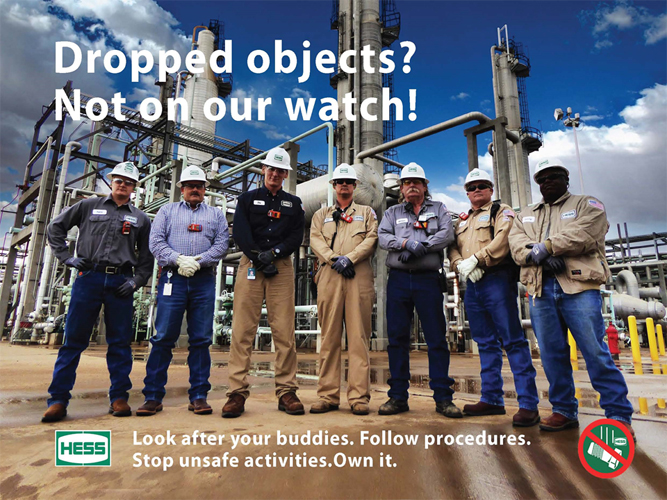 Dropped objects?
Not on our watch!
HESS
Look after your buddies. Follow procedures.
Stop unsafe activities.Own it.